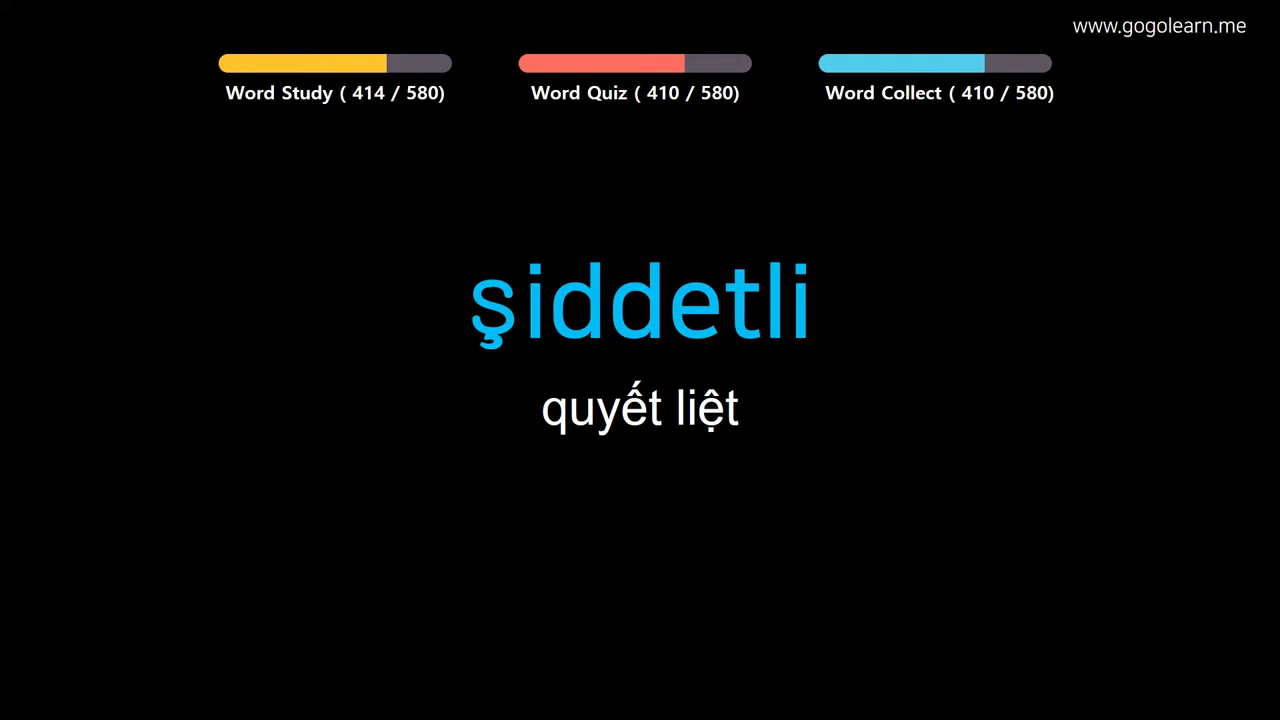 www.gogolearn.me
Word Study ( 414 / 580)
Word Quiz ( 410 / 580)
Word Collect ( 410 / 580)
şiddetli
quyết liệt